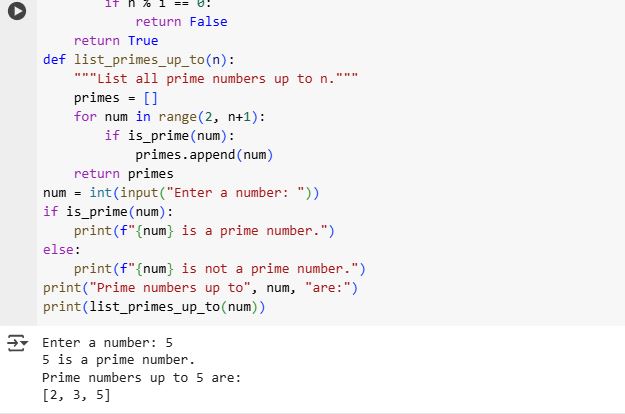 if n % i == 0:
return False
return True
def list_primes_up_to(n):
"""List all prime numbers up to n."""
primes = []
for num in range(2, n+1):
if is_prime(num):
primes.append(num)
return primes
num = int(input("Enter a number: "))
if is_prime(num):
print(f"{num} is a prime number.")
else:
print(f"{num} is not a prime number.")
print("Prime numbers up to", num, "are:")
print(list_primes_up_to(num))
Enter a number: 5
5 is a prime number.
Prime numbers up to 5 are:
[2, 3, 5]